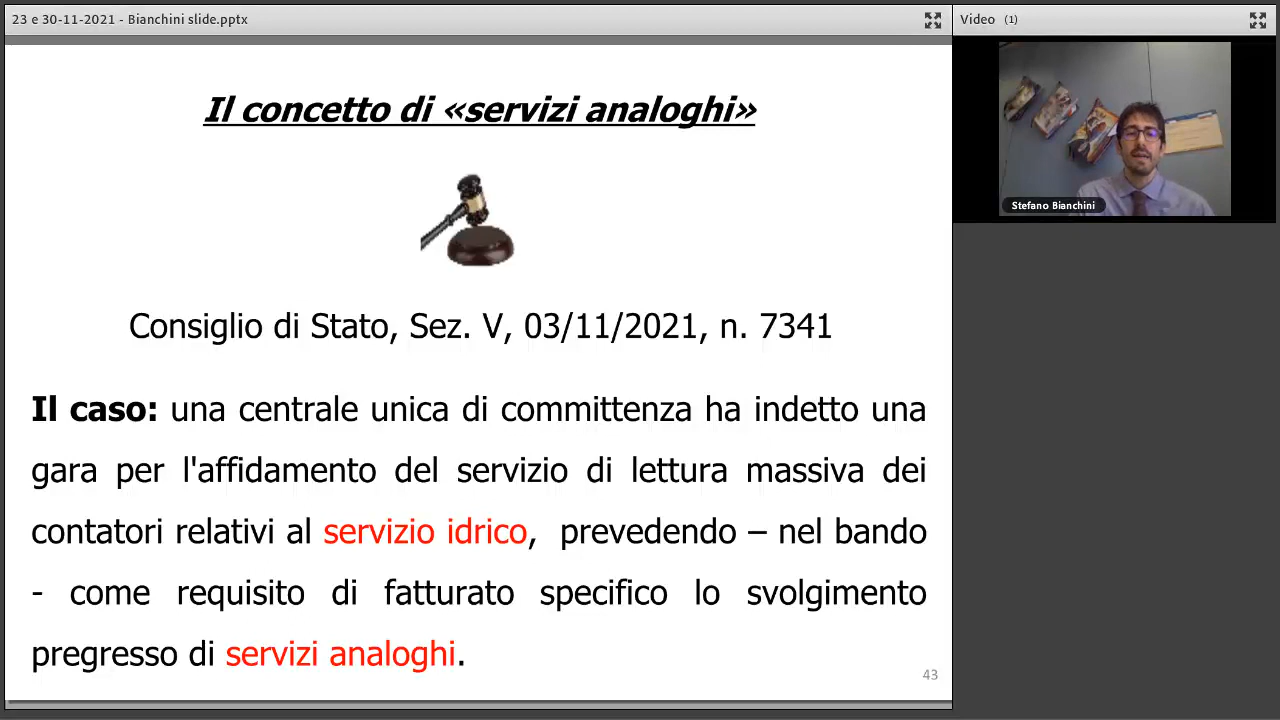 23 e 30-11-2021 - Bianchini slide.pptx
Video (1)
Il concetto di «servizi analoghi»
Stefano Bianchini
Consiglio di Stato, Sez. V, 03/11/2021, n. 7341
Il caso: una centrale unica di committenza ha indetto una
gara per l'affidamento del servizio di lettura massiva dei
contatori relativi al servizio idrico, prevedendo – nel bando
- come requisito di fatturato specifico lo svolgimento
pregresso di servizi analoghi.
43